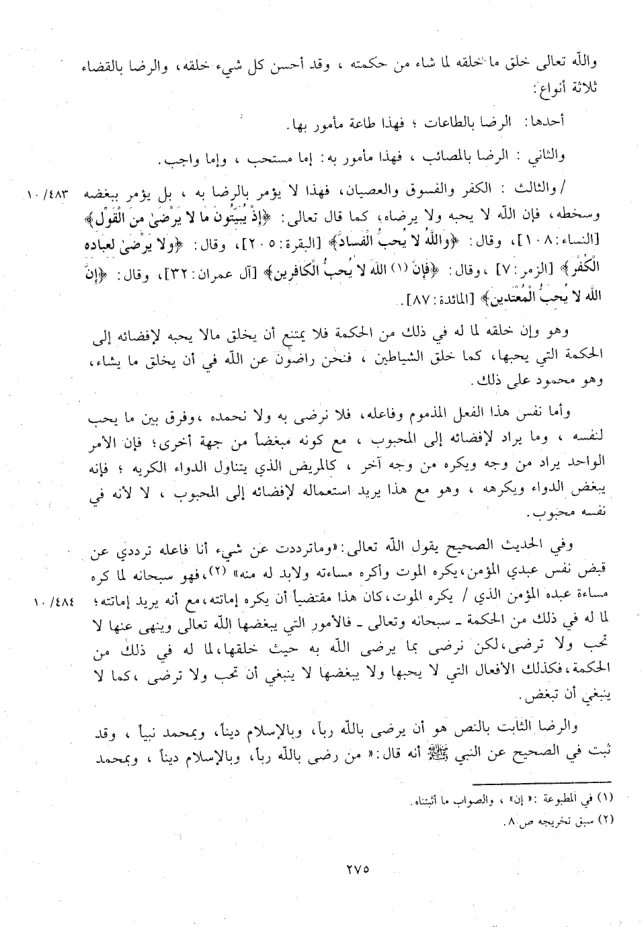 والله تعالى خلق ما خلقه لما شاء من حكمته ، وقد أحسن كل شيء خلقه، والرضا بالقضاء
ثلاثة أنواع:
أحدها: الرضا بالطاعات ؛ فهذا طاعة مأمور بها.
والثاني : الرضا بالمصائب ، فهذا مأمور به: إما مستحب ، وإما واجب.
١٠/٤٨٣ / والثالث : الكفر والفسوق والعصيان، فهذا لا يؤمر بالرضا به ، بل يؤمر ببغضه
وسخطه، فإن الله لا يحبه ولا يرضاه، كما قال تعالى: ﴿إِذْ يُبَيِّتُونَ مَا لا يَرْضَىٰ مِنَ الْقَوْلِ﴾
[النساء:١٠٨]، وقال: ﴿وَاللَّهُ لا يُحِبُّ الْفَسَادَ﴾ [البقرة:٢٠٥]، وقال: ﴿وَلا يَرْضَىٰ لِعِبَادِهِ
الْكُفْرَ﴾ [الزمر:٧] ،وقال: ﴿فَإِنَّ (١) اللَّهَ لا يُحِبُّ الْكَافِرِينَ﴾ [آل عمران:٣٢]، وقال: ﴿إِنَّ
اللَّهَ لا يُحِبُّ الْمُعْتَدِينَ﴾ [المائدة:٨٧].
وهو وإن خلقه لما له في ذلك من الحكمة فلا يمتنع أن يخلق مالا يحبه لإفضائه إلى
الحكمة التي يحبها، كما خلق الشياطين ، فنحن راضون عن الله في أن يخلق ما يشاء،
وهو محمود على ذلك.
وأما نفس هذا الفعل المذموم وفاعله، فلا نرضى به ولا نحمده ،وفرق بين ما يحب
لنفسه ، وما يراد لإفضائه إلى المحبوب ، مع كونه مبغضاً من جهة أخرى؛ فإن الأمر
الواحد يراد من وجه ويكره من وجه آخر ، كالمريض الذي يتناول الدواء الكريه ؛ فإنه
يبغض الدواء ويكرهه ، وهو مع هذا يريد استعماله لإفضائه إلى المحبوب ، لا لأنه في
نفسه محبوب.
وفي الحديث الصحيح يقول الله تعالى:«وماترددت عن شيء أنا فاعله ترددي عن
قبض نفس عبدي المؤمن،يكره الموت وأكره مساءته ولابد له منه» (٢)،فهو سبحانه لما كره
١٠/٤٨٤ مساءة عبده المؤمن الذي / يكره الموت،كان هذا مقتضياً أن يكره إماتته،مع أنه يريد إماتته؛
لما له في ذلك من الحكمة ـ سبحانه وتعالى ـ فالأمور التي يبغضها الله تعالى وينهى عنها لا
تحب ولا ترضى،لكن نرضى بما يرضى الله به حيث خلقها،لما له في ذلك من
الحكمة،فكذلك الأفعال التي لا يحبها ولا يبغضها لا ينبغي أن تحب ولا ترضى ،كما لا
ينبغي أن تبغض.
والرضا الثابت بالنص هو أن يرضى بالله رباً، وبالإسلام ديناً، وبمحمد نبياً ، وقد
ثبت في الصحيح عن النبي ﷺ أنه قال:« من رضى بالله رباً، وبالإسلام ديناً ، وبمحمد
(١) في المطبوعة :« إن» ، والصواب ما أثبتناه.
(٢) سبق تخريجه ص ٨.
٢٧٥